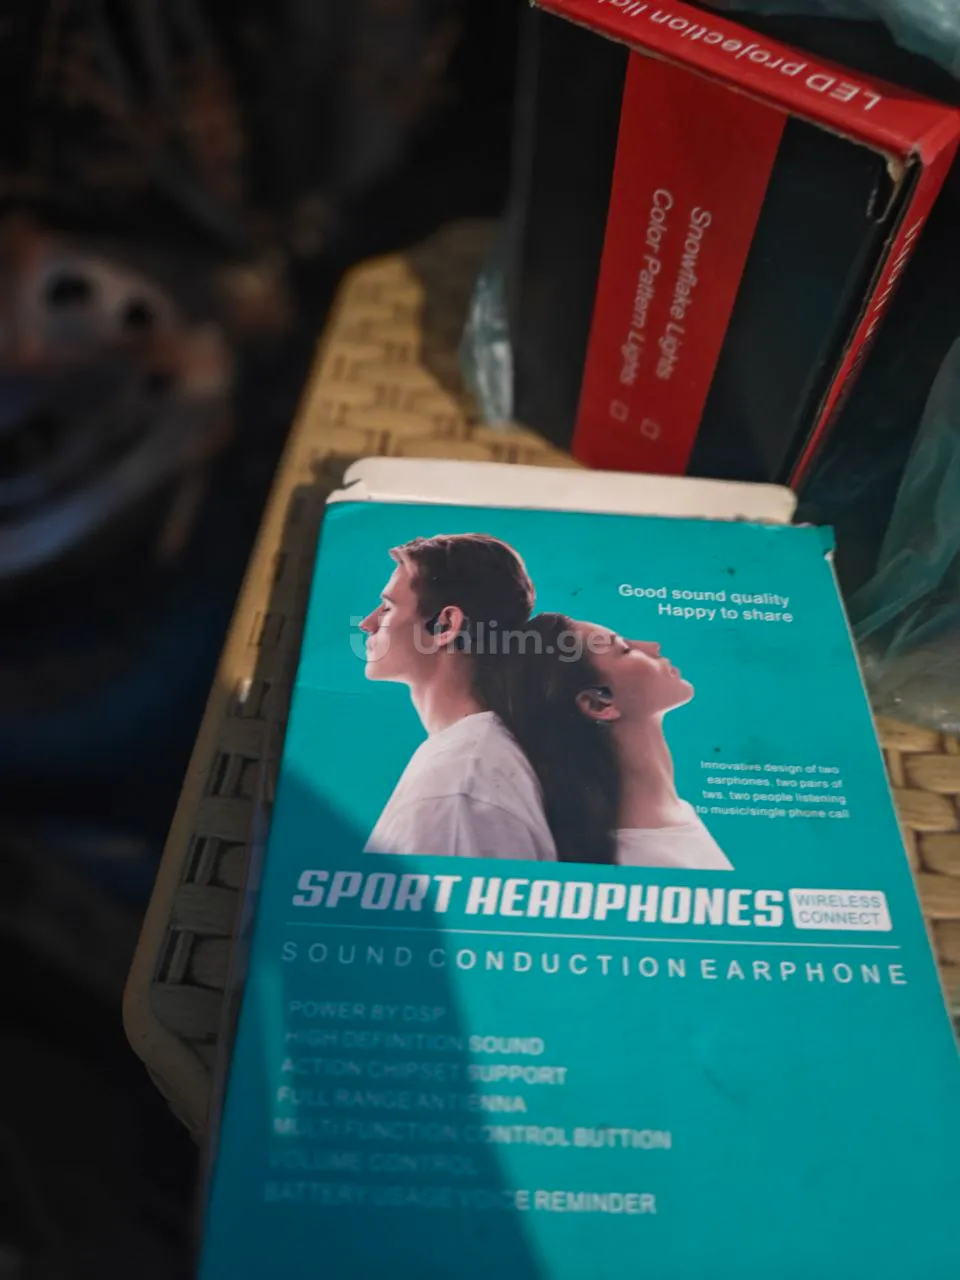 LED projection
Snowflake Lights
Color Pattern Lights
Good sound quality
Happy to share
Unlim.ge
Innovative design of two
earphones, two pairs of
tws, two people listening
to music/single phone call
SPORT HEADPHONES
WIRELESS
CONNECT
SOUND CONDUCTION EARPHONE
POWER BY DSP
HIGH DEFINITION SOUND
ACTION CHIPSET SUPPORT
FULL RANGE ANTENNA
MULTI FUNCTION CONTROL BUTTION
VOLUME CONTROL
BATTERY USAGE VOICE REMINDER